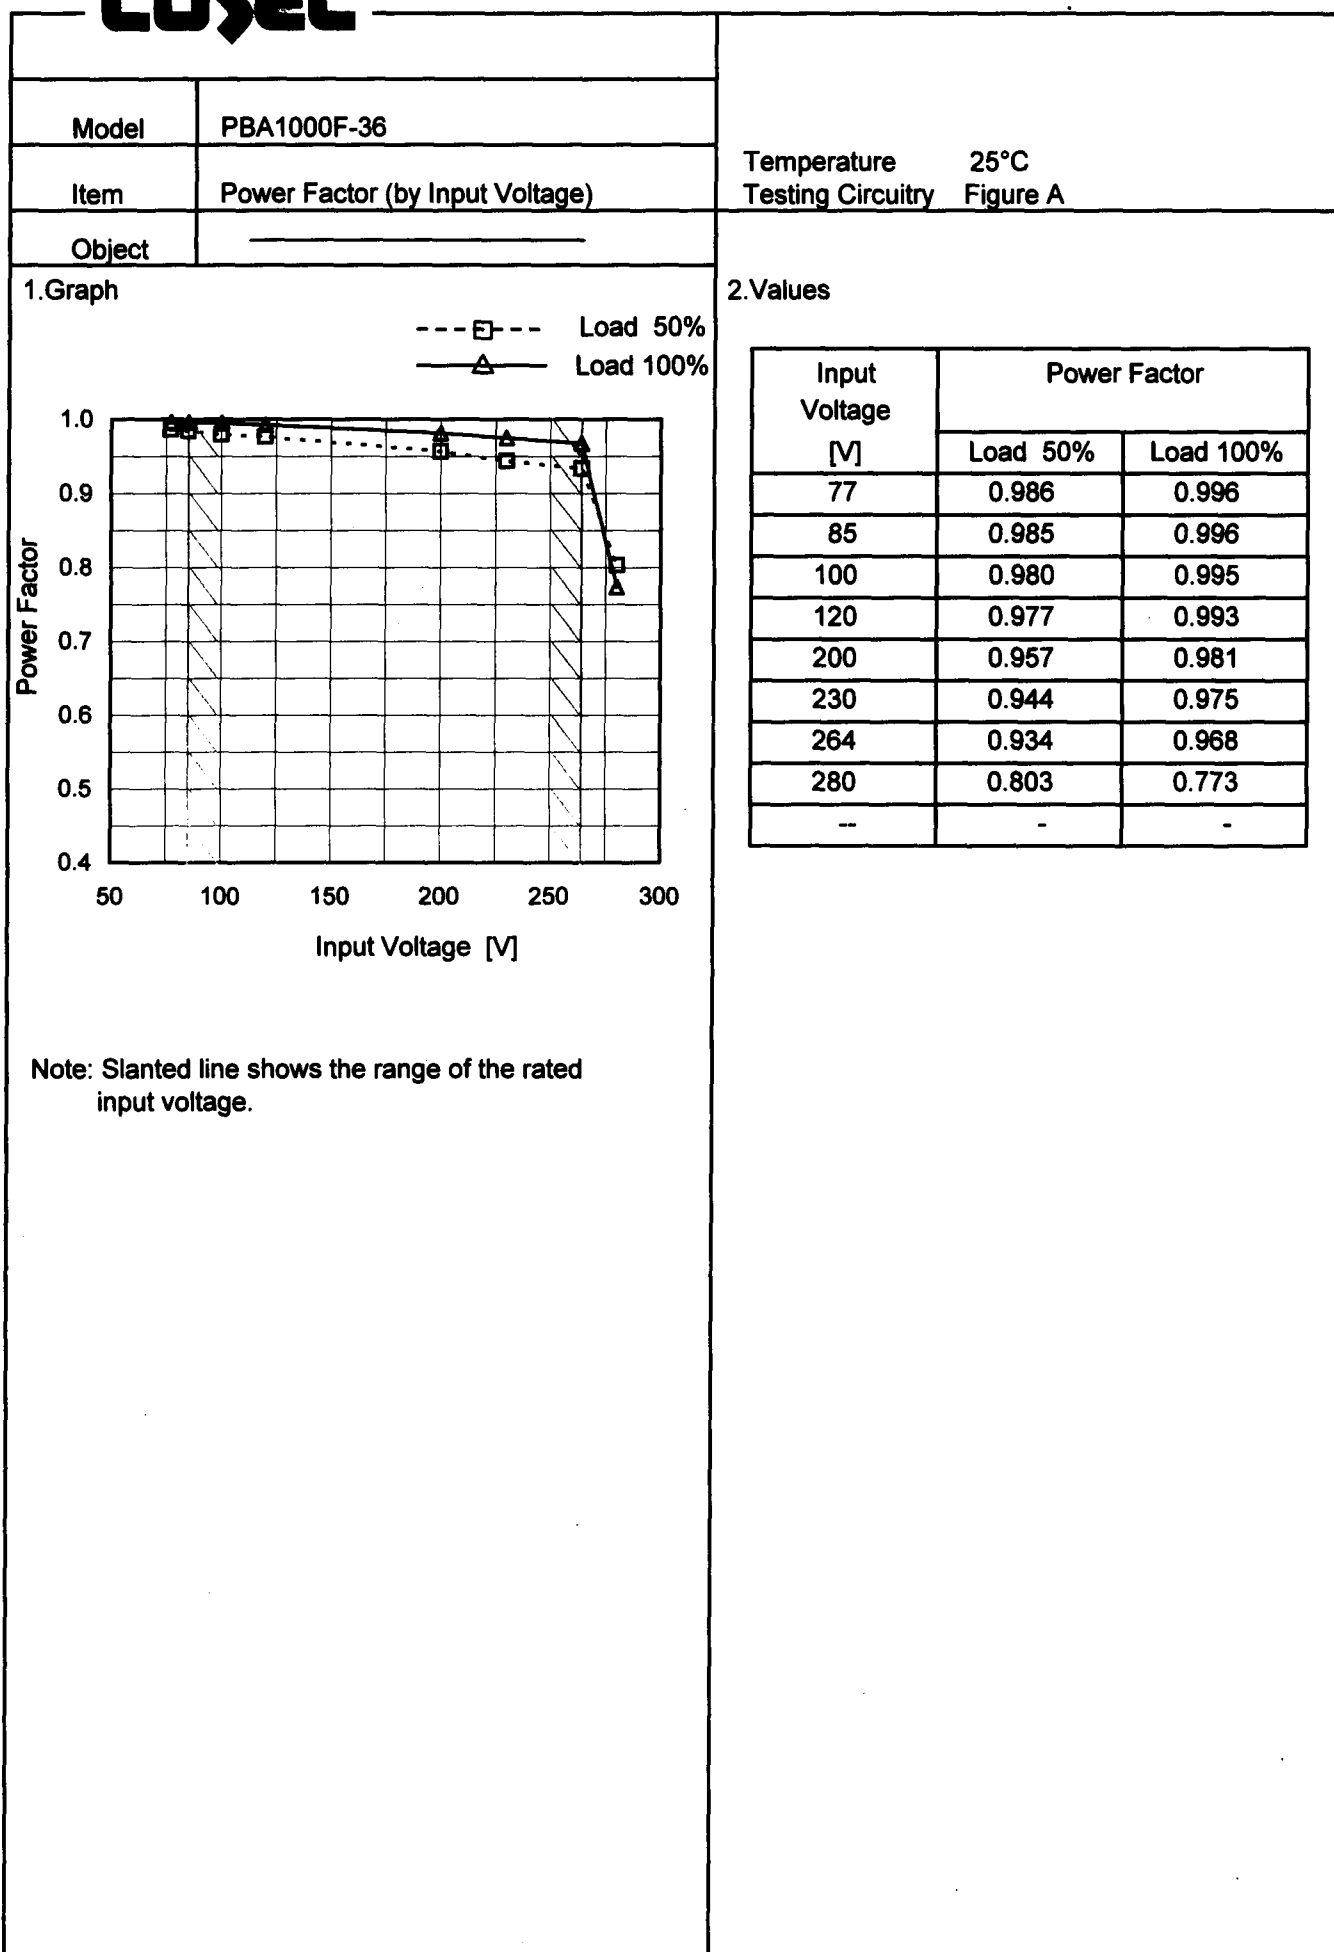 COSEL
Model PBA1000F-36
Item Power Factor (by Input Voltage)
Object
Temperature 25°C
Testing Circuitry Figure A
1.Graph
Load 50%
Load 100%
1.0
0.9
0.8
0.7
0.6
0.5
0.4
Power Factor
50 100 150 200 250 300
Input Voltage [V]
Note: Slanted line shows the range of the rated
input voltage.
2.Values
Input Power Factor
Voltage
[V] Load 50% Load 100%
77 0.986 0.996
85 0.985 0.996
100 0.980 0.995
120 0.977 0.993
200 0.957 0.981
230 0.944 0.975
264 0.934 0.968
280 0.803 0.773
-- - -